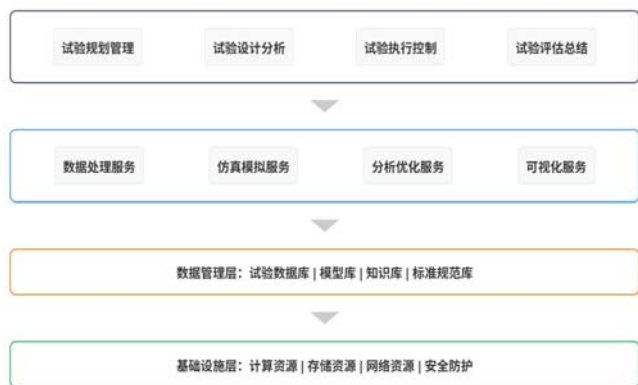 试验规划管理 试验设计分析 试验执行控制 试验评估总结
数据处理服务 仿真模拟服务 分析优化服务 可视化服务
数据管理层：试验数据库 | 模型库 | 知识库 | 标准规范库
基础设施层：计算资源 | 存储资源 | 网络资源 | 安全防护